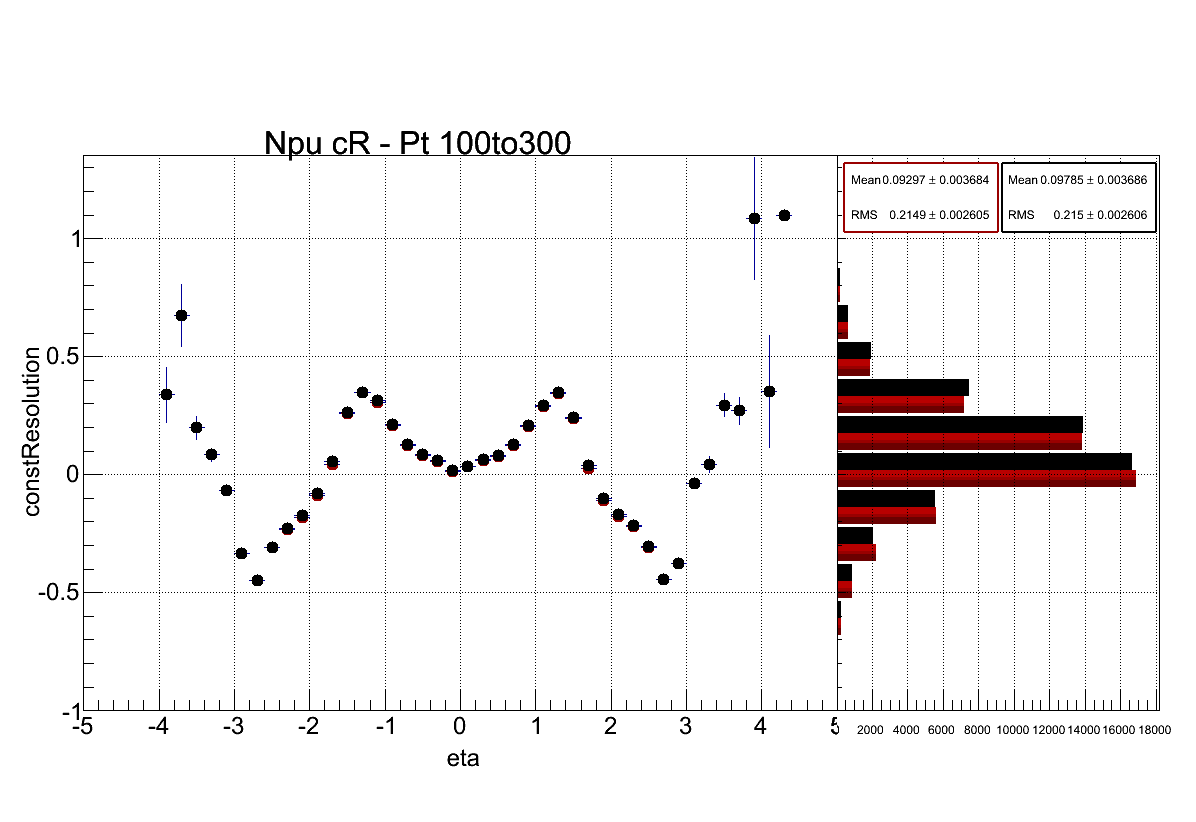 Npu cR - Pt 100to300
Mean 0.09297 ± 0.003684
RMS 0.2149 ± 0.002605
Mean 0.09785 ± 0.003686
RMS 0.215 ± 0.002606
constResolution
1
0.5
0
-0.5
-1
-5 -4 -3 -2 -1 0 1 2 3 4
2000 4000 6000 8000 10000 12000 14000 16000 18000
eta